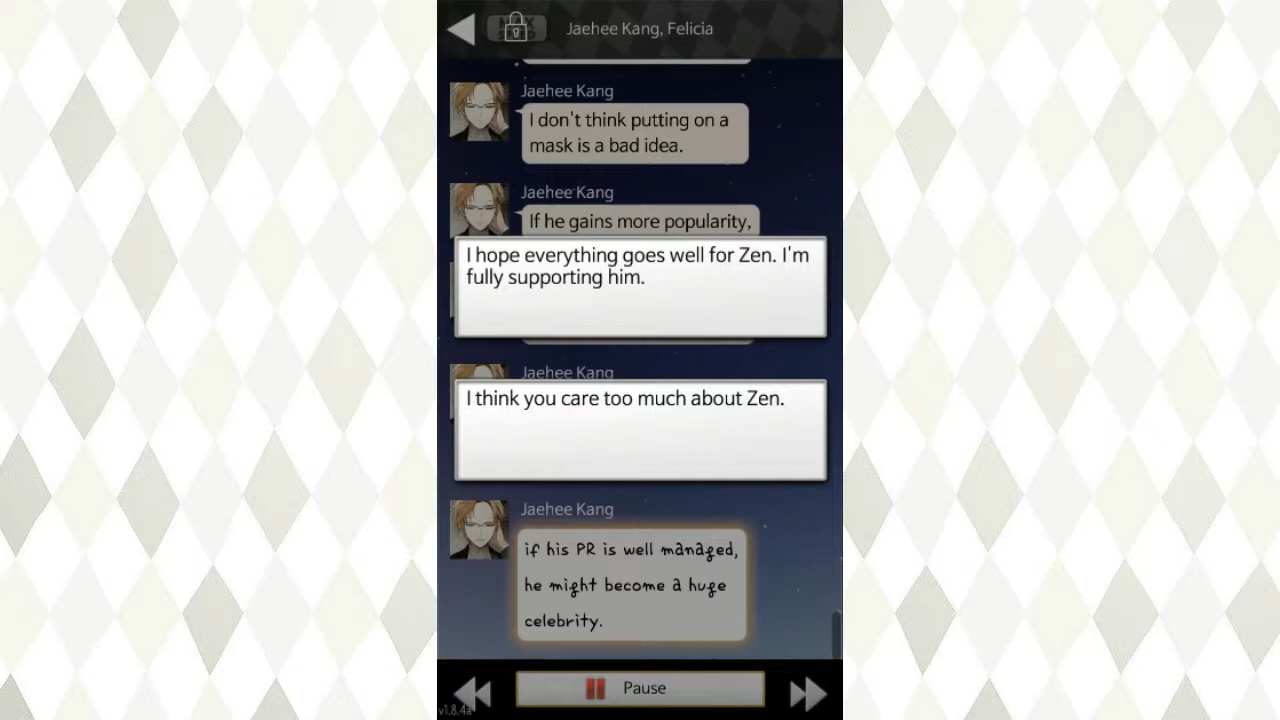 Jaehee Kang, Felicia
Jaehee Kang
I don't think putting on a
mask is a bad idea.
Jaehee Kang
If he gains more popularity,
I hope everything goes well for Zen. I'm
fully supporting him.
Jaehee Kang
I think you care too much about Zen.
Jaehee Kang
if his PR is well managed,
he might become a huge
celebrity.
Pause
v1.8.4a